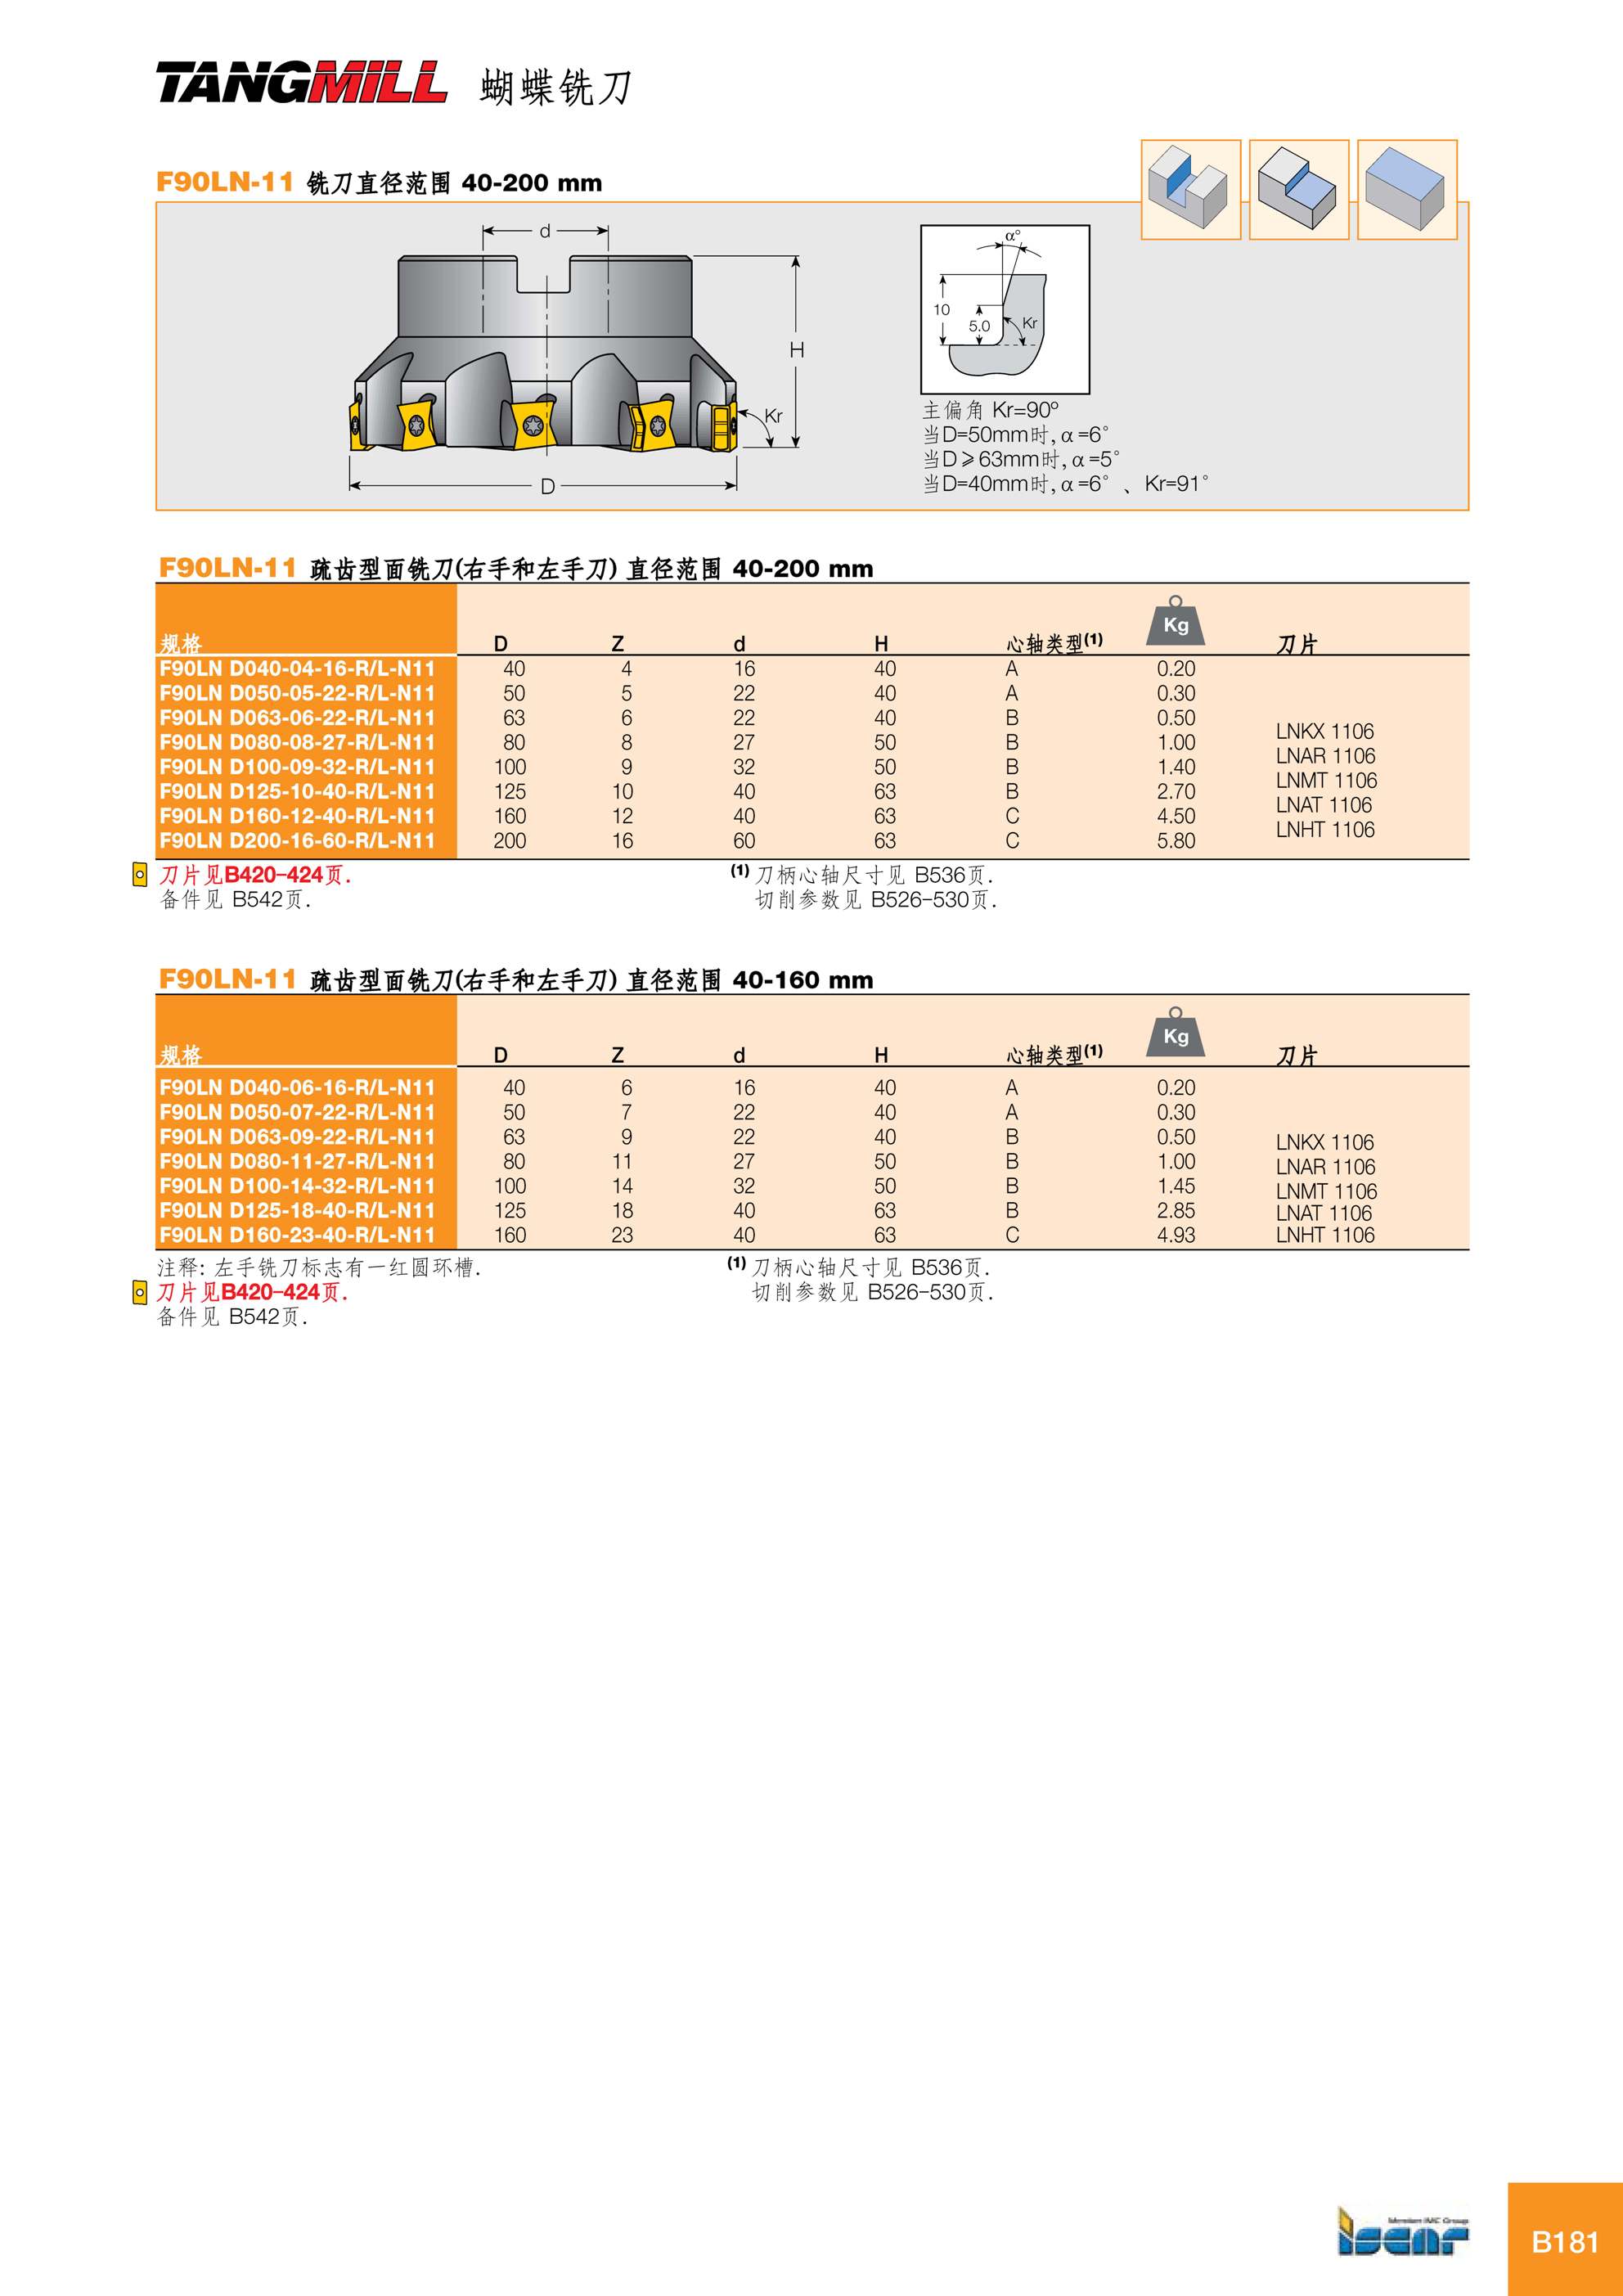 TANGMILL 蝴蝶铣刀
F90LN-11 铣刀直径范围 40-200 mm
d
H
Kr
D
α°
10
5.0
Kr
主偏角 Kr=90º
当D=50mm时, α=6°
当D⩾63mm时, α=5°
当D=40mm时, α=6° 、Kr=91°
F90LN-11 疏齿型面铣刀(右手和左手刀) 直径范围 40-200 mm
规格 D Z d H 心轴类型(1) Kg 刀片
F90LN D040-04-16-R/L-N11 40 4 16 40 A 0.20
F90LN D050-05-22-R/L-N11 50 5 22 40 A 0.30
F90LN D063-06-22-R/L-N11 63 6 22 40 B 0.50
F90LN D080-08-27-R/L-N11 80 8 27 50 B 1.00
F90LN D100-09-32-R/L-N11 100 9 32 50 B 1.40
F90LN D125-10-40-R/L-N11 125 10 40 63 B 2.70
F90LN D160-12-40-R/L-N11 160 12 40 63 C 4.50
F90LN D200-16-60-R/L-N11 200 16 60 63 C 5.80
LNKX 1106
LNAR 1106
LNMT 1106
LNAT 1106
LNHT 1106
刀片见B420-424页.
备件见 B542页.
(1) 刀柄心轴尺寸见 B536页.
切削参数见 B526-530页.
F90LN-11 疏齿型面铣刀(右手和左手刀) 直径范围 40-160 mm
规格 D Z d H 心轴类型(1) Kg 刀片
F90LN D040-06-16-R/L-N11 40 6 16 40 A 0.20
F90LN D050-07-22-R/L-N11 50 7 22 40 A 0.30
F90LN D063-09-22-R/L-N11 63 9 22 40 B 0.50
F90LN D080-11-27-R/L-N11 80 11 27 50 B 1.00
F90LN D100-14-32-R/L-N11 100 14 32 50 B 1.45
F90LN D125-18-40-R/L-N11 125 18 40 63 B 2.85
F90LN D160-23-40-R/L-N11 160 23 40 63 C 4.93
LNKX 1106
LNAR 1106
LNMT 1106
LNAT 1106
LNHT 1106
注释: 左手铣刀标志有一红圆环槽.
刀片见B420-424页.
备件见 B542页.
(1) 刀柄心轴尺寸见 B536页.
切削参数见 B526-530页.
Member IMC Group
iscar
B181